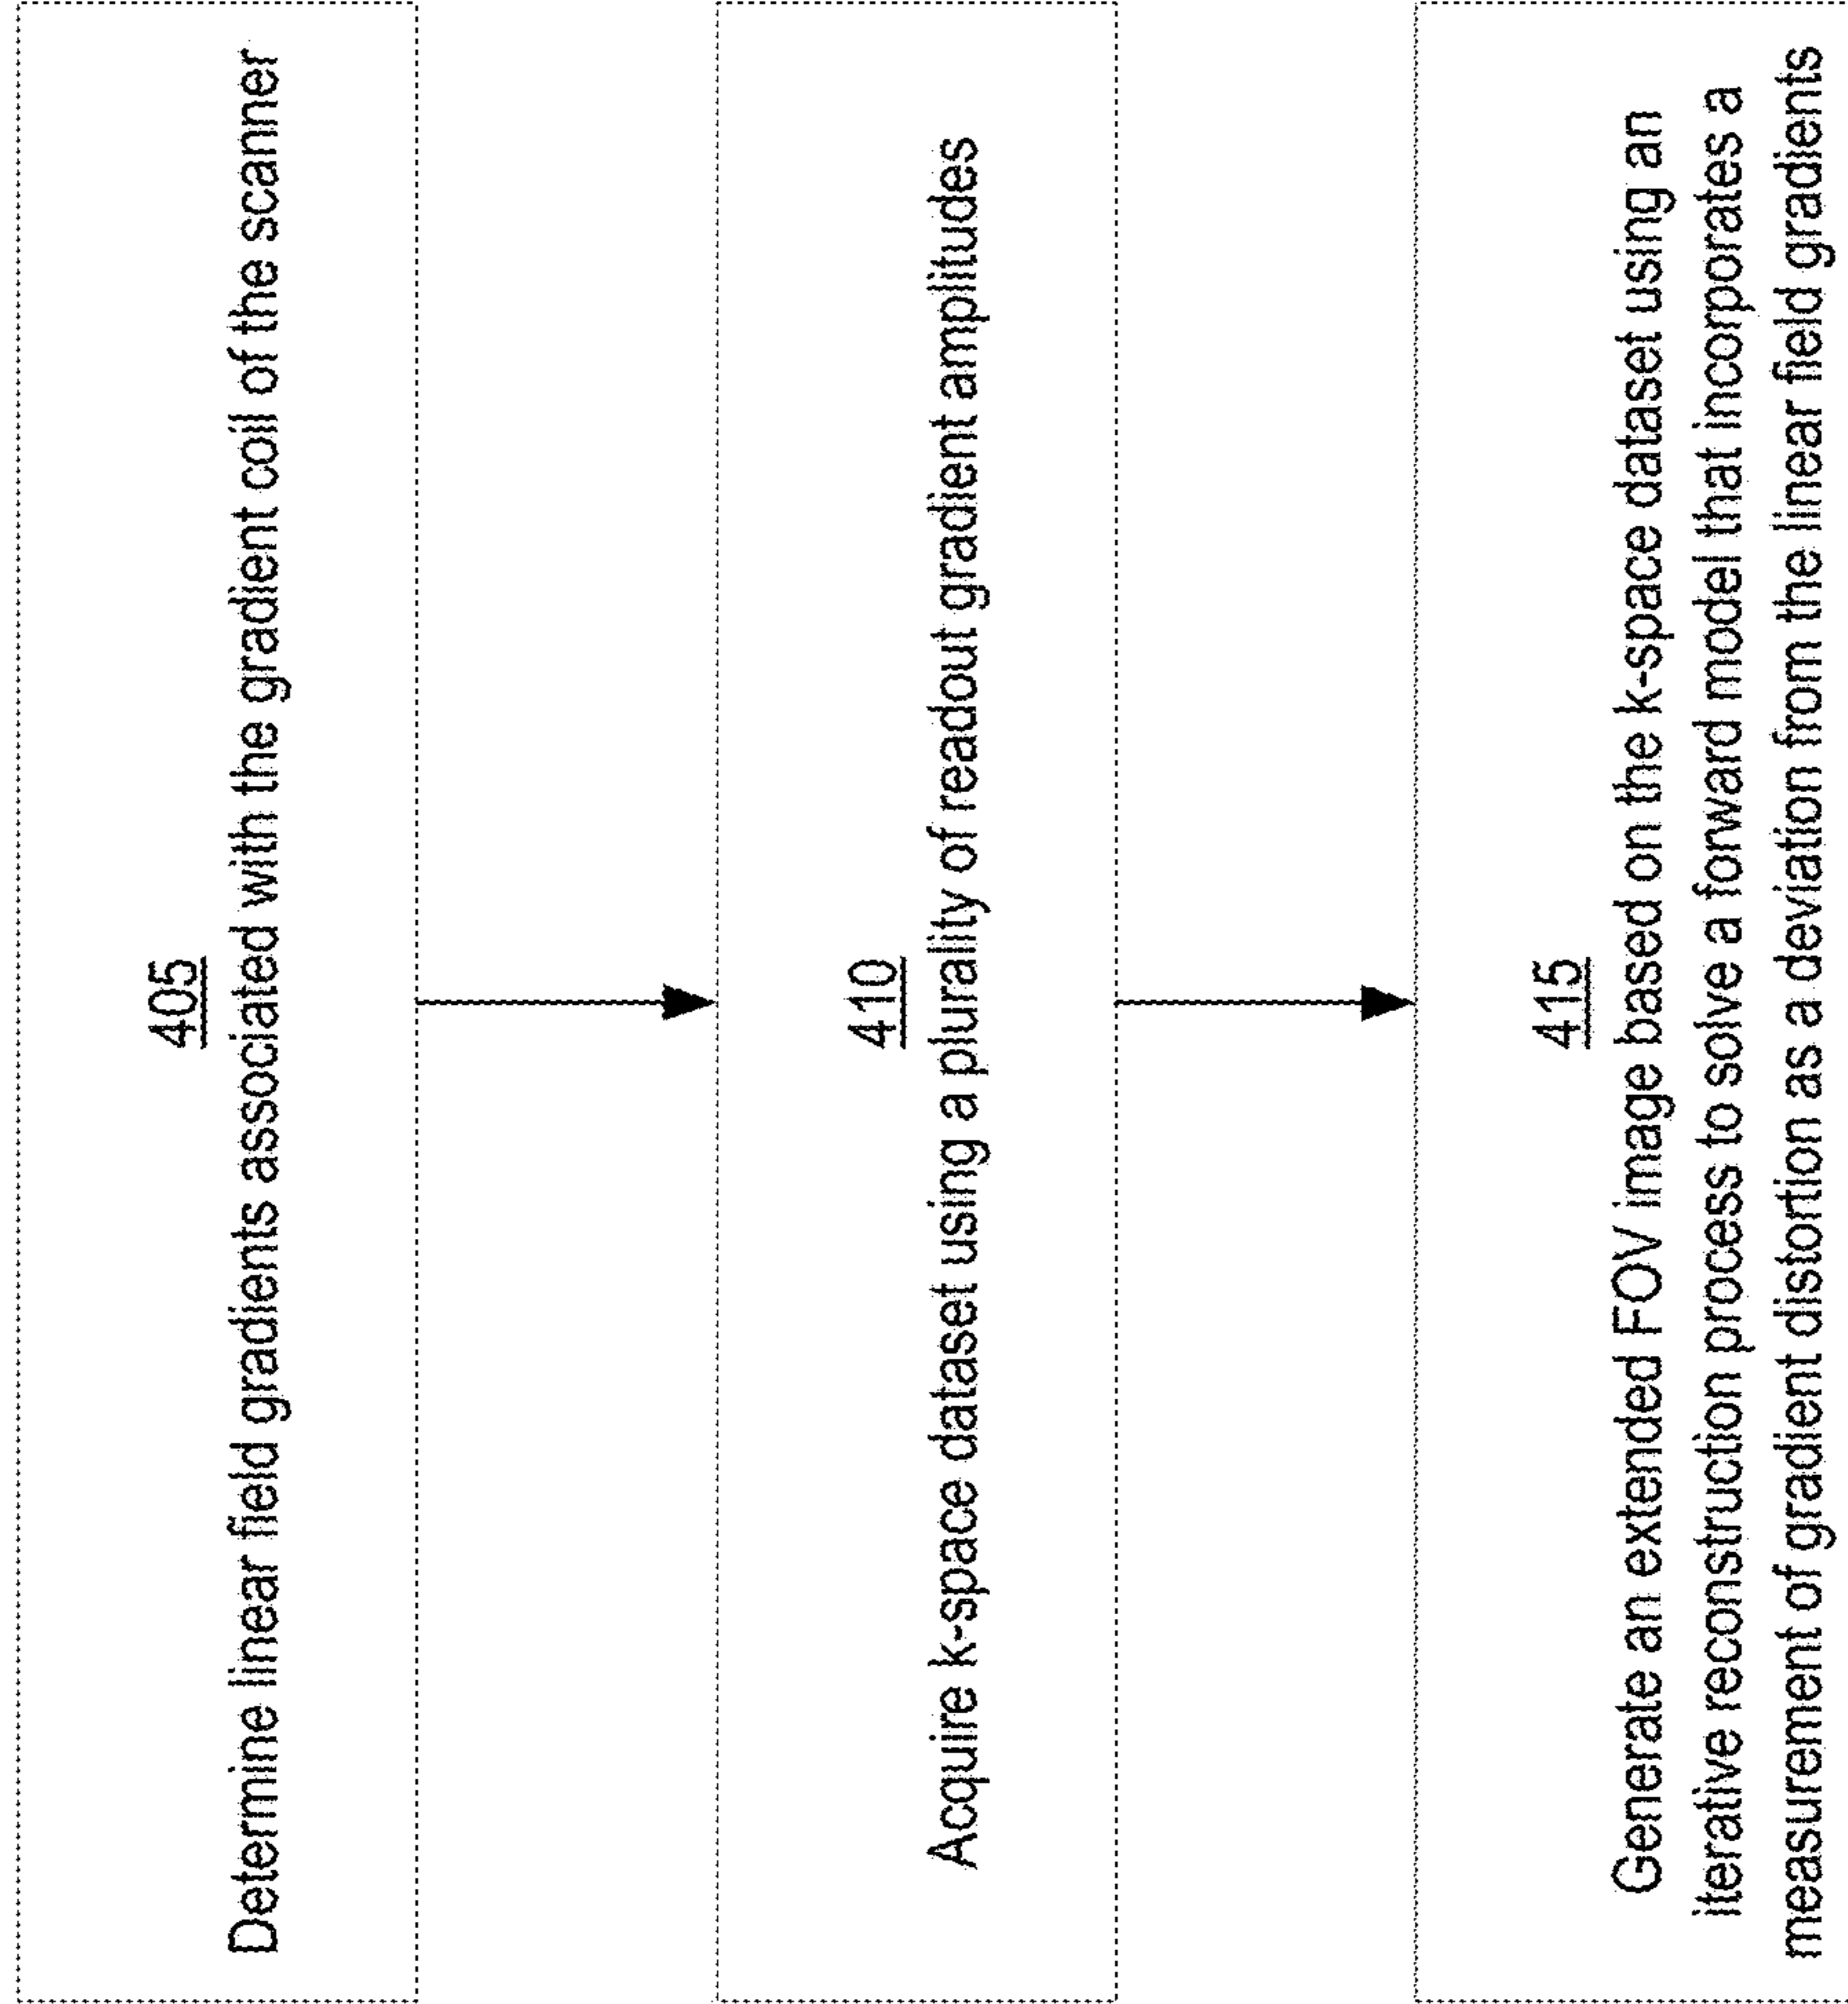 405
Determine linear field gradients associated with the gradient coil of the scanner
410
Acquire k-space dataset using a plurality of readout gradient amplitudes
415
Generate an extended FOV image based on the k-space dataset using an
iterative reconstruction process to solve a forward model that incorporates a
measurement of gradient distortion as a deviation from the linear field gradients